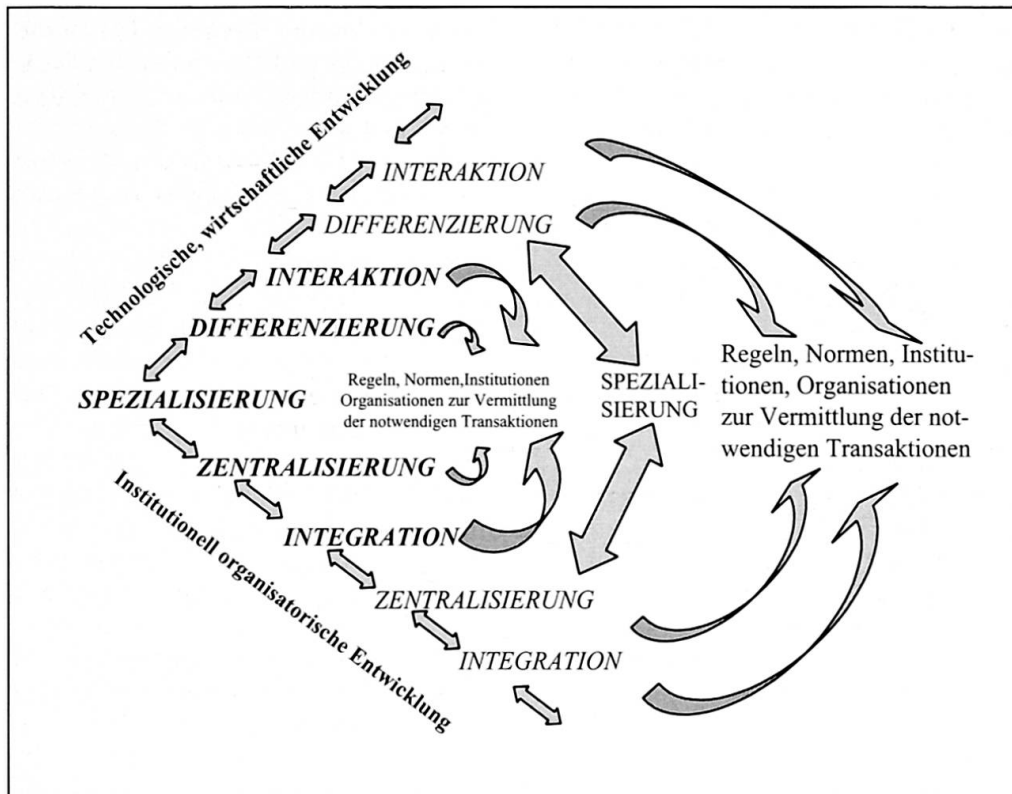 Technologische, wirtschaftliche Entwicklung
INTERAKTION
DIFFERENZIERUNG
INTERAKTION
DIFFERENZIERUNG
SPEZIALISIERUNG
Regeln, Normen,Institutionen
Organisationen zur Vermittlung
der notwendigen Transaktionen
SPEZIALI-
SIERUNG
Regeln, Normen, Institu-
tionen, Organisationen
zur Vermittlung der not-
wendigen Transaktionen
ZENTRALISIERUNG
INTEGRATION
ZENTRALISIERUNG
INTEGRATION
Institutionell organisatorische Entwicklung